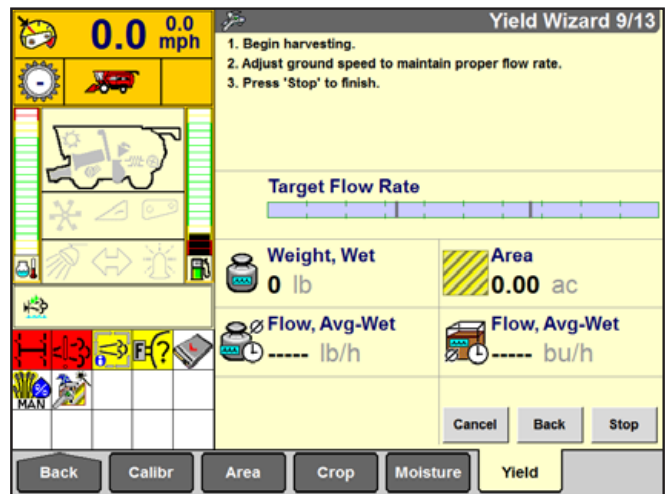 0.0
0.0 mph
Yield Wizard 9/13
1. Begin harvesting.
2. Adjust ground speed to maintain proper flow rate.
3. Press 'Stop' to finish.
Target Flow Rate
Weight, Wet
0 lb
Area
0.00 ac
Flow, Avg-Wet
----- lb/h
Flow, Avg-Wet
----- bu/h
F(?
MAN
Cancel
Back
Stop
Back
Calibr
Area
Crop
Moisture
Yield